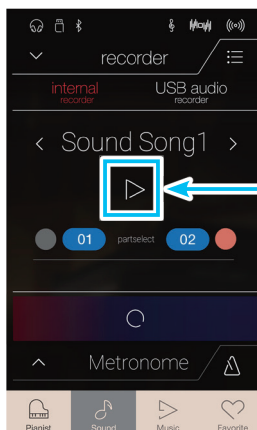 recorder
internal
recorder
USB audio
recorder
< Sound Song1 >
01 partselect 02
Metronome
Pianist Sound Music Favorite